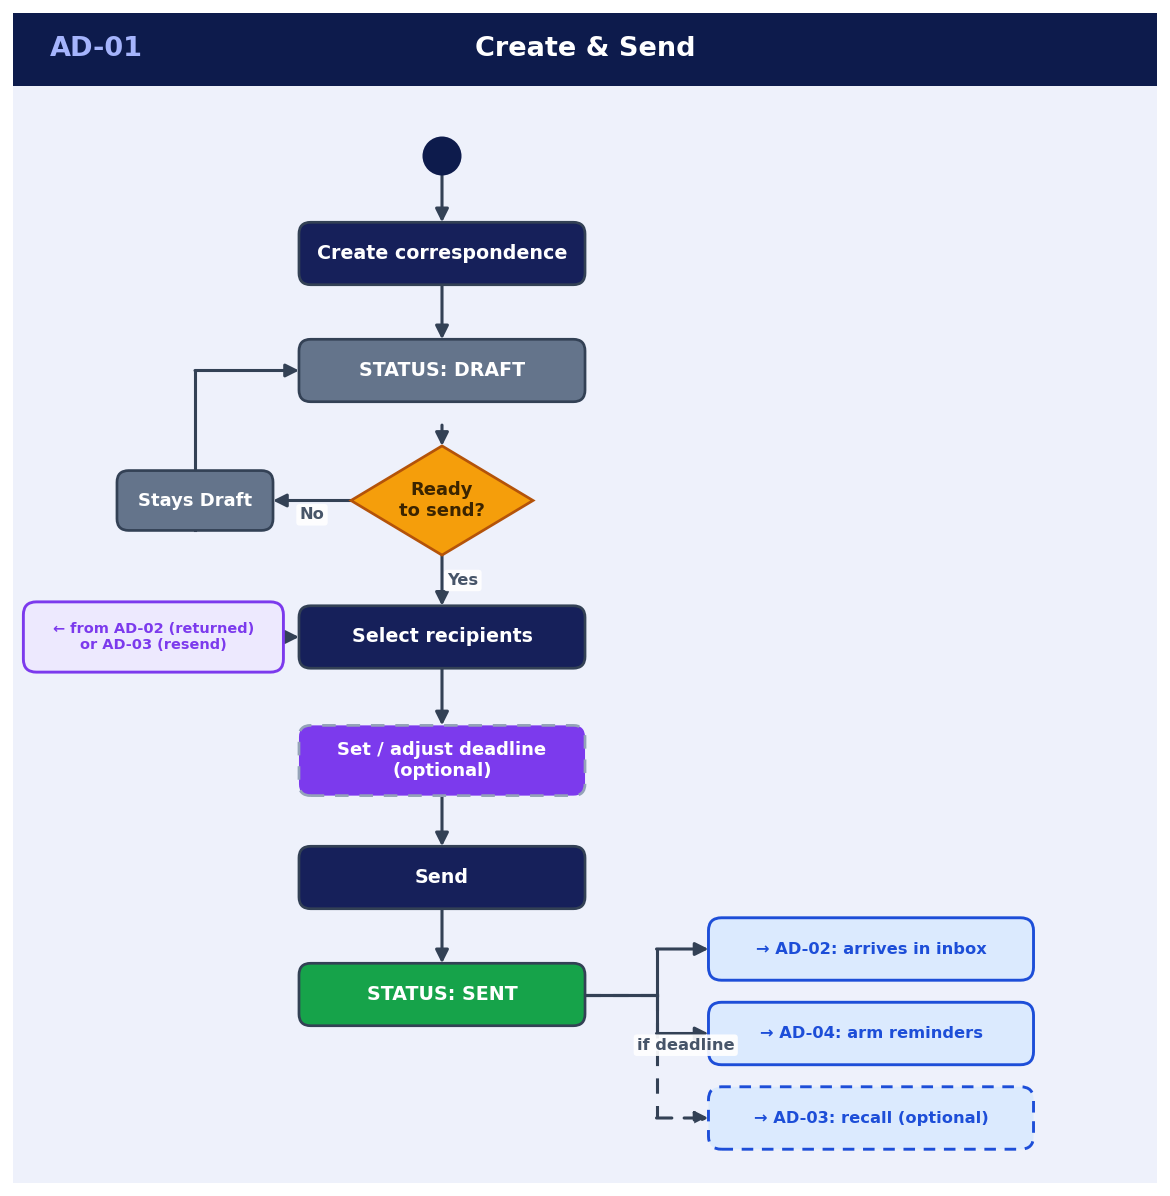 AD-01
Create & Send
Create correspondence
STATUS: DRAFT
Ready
to send?
Stays Draft
No
Yes
← from AD-02 (returned)
or AD-03 (resend)
Select recipients
Set / adjust deadline
(optional)
Send
STATUS: SENT
→ AD-02: arrives in inbox
→ AD-04: arm reminders
if deadline
→ AD-03: recall (optional)